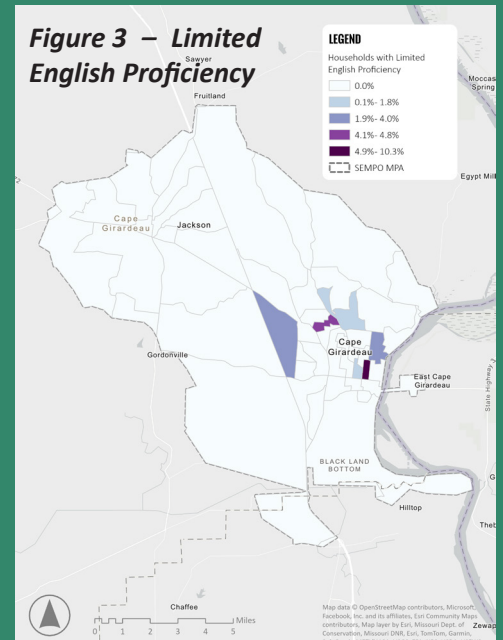 Figure 3 – Limited
English Proficiency
LEGEND
Households with Limited
English Proficiency
0.0%
0.1%- 1.8%
1.9%- 4.0%
4.1%- 4.8%
4.9%- 10.3%
SEMPO MPA
Sawyer
Fruitland
Moccas
Spring
Egypt Mill
Cape
Girardeau
Jackson
Gordonville
Cape
Girardeau
East Cape
Girardeau
State Highway 3
BLACK LAND
BOTTOM
Hilltop
Theb
Chaffee
Zewap
0 1 2 3 4 5 Miles
Map data © OpenStreetMap contributors, Microsoft,
Facebook, Inc. and its affiliates, Esri Community Maps
contributors, Map layer by Esri, Missouri Dept. of
Conservation, Missouri DNR, Esri, TomTom, Garmin,